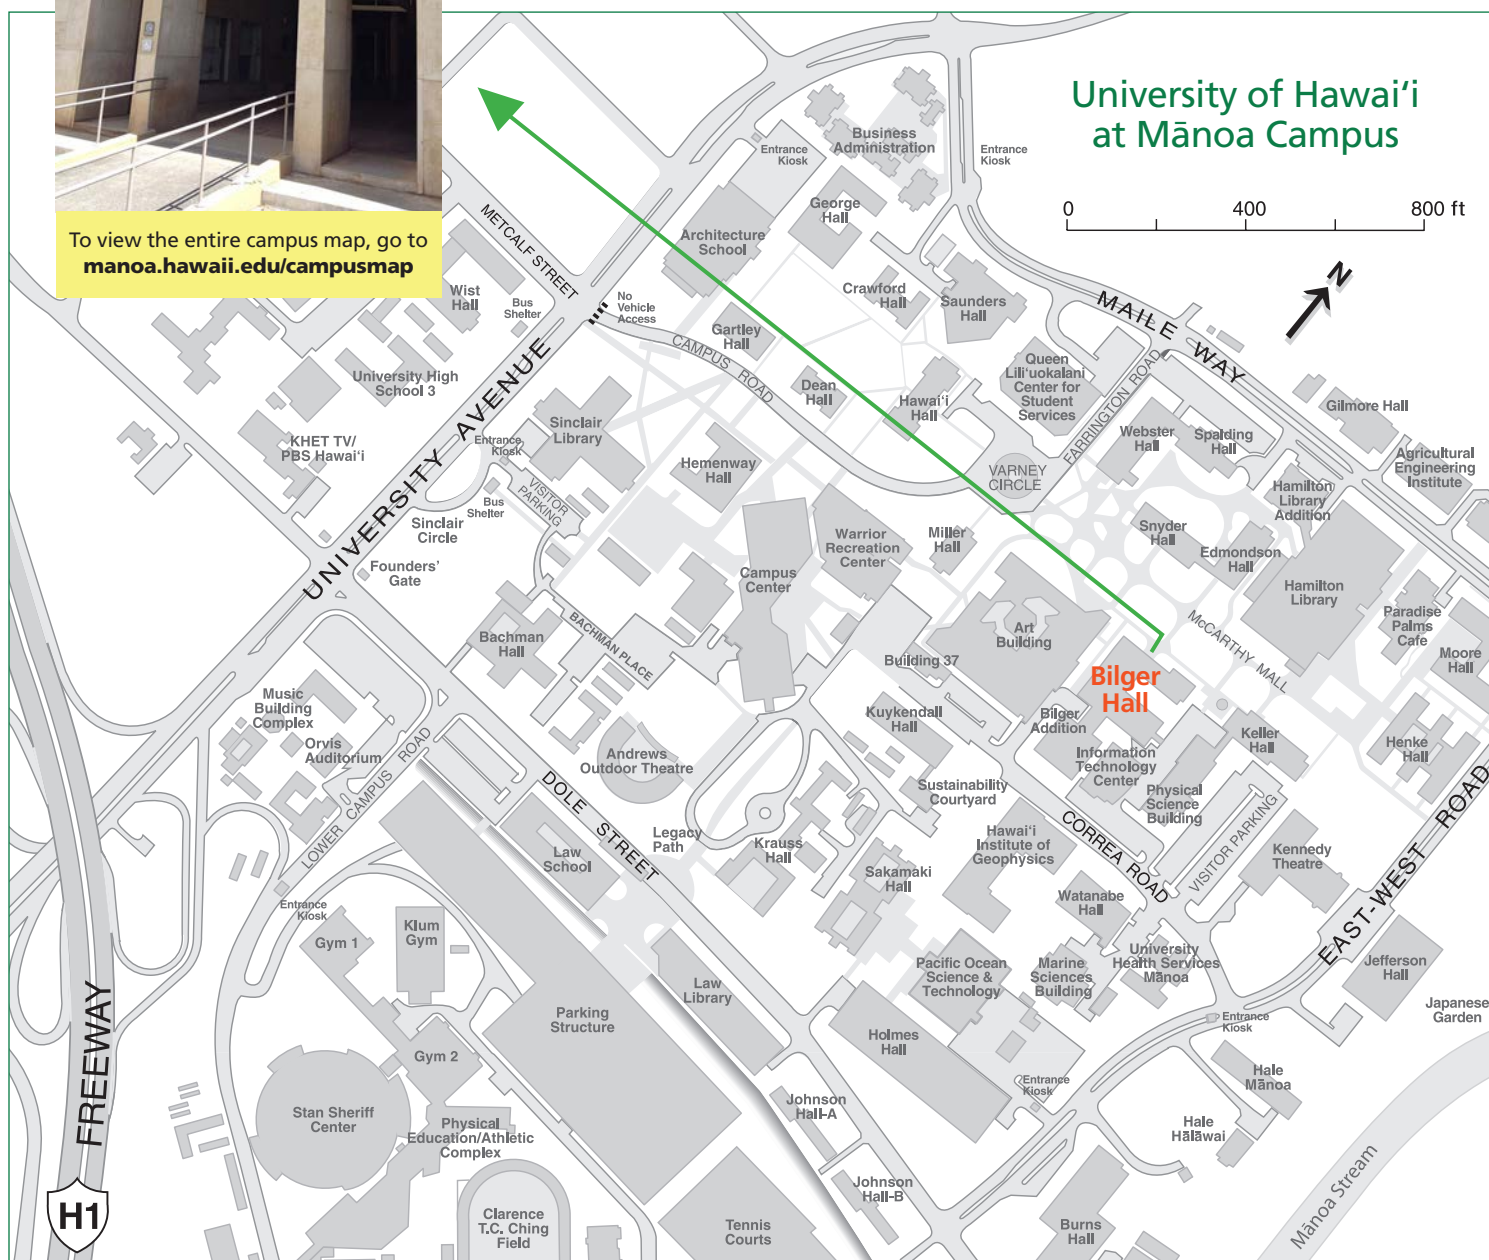 University of Hawaiʻi
at Mānoa Campus
0
400
800 ft
N
To view the entire campus map, go to
manoa.hawaii.edu/campusmap
Business
Administration
Entrance
Kiosk
Entrance
Kiosk
George
Hall
Architecture
School
METCALF STREET
Wist
Hall
Bus
Shelter
No
Vehicle
Access
Crawford
Hall
Saunders
Hall
MAILE WAY
Gartley
Hall
CAMPUS ROAD
Dean
Hall
Hawaiʻi
Hall
Queen
Liliʻuokalani
Center for
Student
Services
FARRINGTON ROAD
University High
School 3
UNIVERSITY AVENUE
KHET TV/
PBS Hawaiʻi
Sinclair
Library
Entrance
Kiosk
Hemenway
Hall
VARNEY
CIRCLE
Webster
Hall
Spalding
Hall
Gilmore Hall
Agricultural
Engineering
Institute
Hamilton
Library
Addition
Bus
Shelter
VISITOR
PARKING
Sinclair
Circle
Founders’
Gate
Campus
Center
Warrior
Recreation
Center
Miller
Hall
Snyder
Hall
Edmondson
Hall
Hamilton
Library
Paradise
Palms
Cafe
Moore
Hall
Bachman
Hall
BACHMAN PLACE
Art
Building
McCARTHY MALL
Building 37
Bilger
Hall
Bilger
Addition
Kuykendall
Hall
Keller
Hall
Henke
Hall
Music
Building
Complex
Orvis
Auditorium
LOWER CAMPUS ROAD
Andrews
Outdoor Theatre
Information
Technology
Center
Physical
Science
Building
Sustainability
Courtyard
DOLE STREET
CORREA ROAD
VISITOR PARKING
EAST-WEST ROAD
Legacy
Path
Krauss
Hall
Hawaiʻi
Institute of
Geophysics
Kennedy
Theatre
Law
School
Sakamaki
Hall
Watanabe
Hall
Entrance
Kiosk
Gym 1
Klum
Gym
University
Health Services
Mānoa
Pacific Ocean
Science &
Technology
Marine
Sciences
Building
Jefferson
Hall
Law
Library
Japanese
Garden
FREEWAY
Parking
Structure
Holmes
Hall
Entrance
Kiosk
Gym 2
Hale
Mānoa
Entrance
Kiosk
Stan Sheriff
Center
Physical
Education/Athletic
Complex
Johnson
Hall-A
Hale
Hālāwai
Johnson
Hall-B
Mānoa Stream
H1
Clarence
T.C. Ching
Field
Tennis
Courts
Burns
Hall